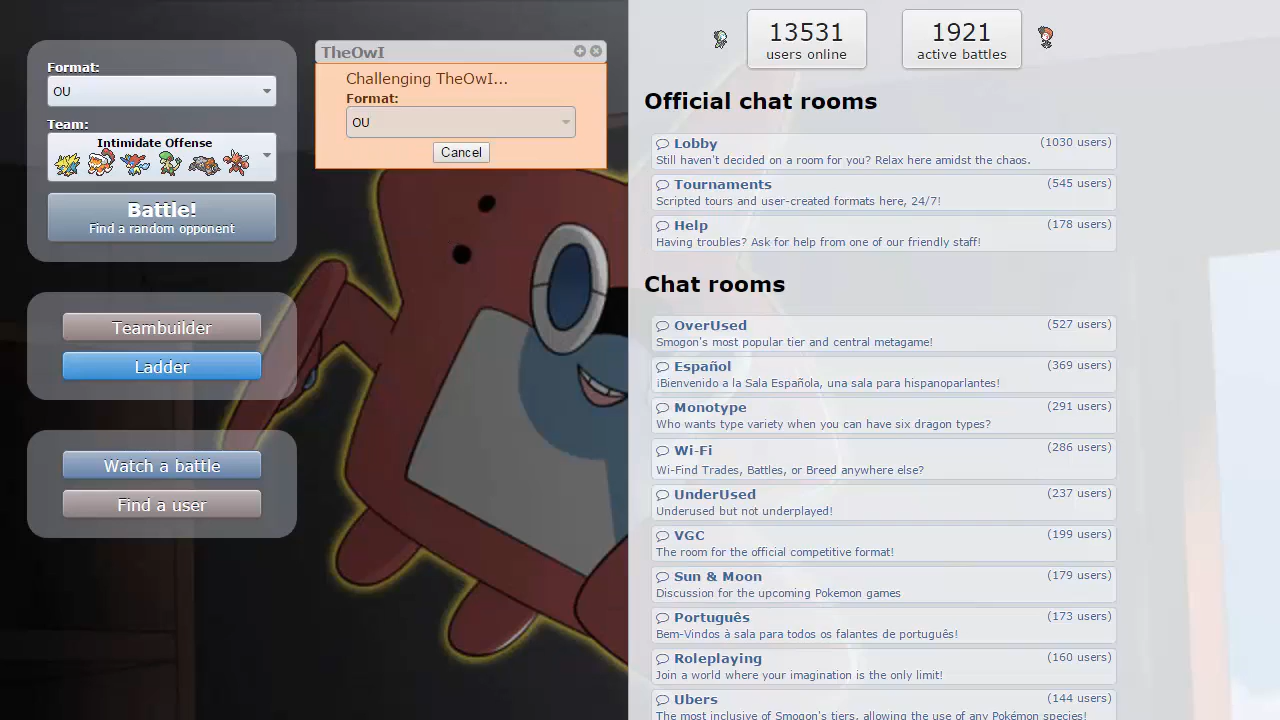 Format:
OU
Team:
Intimidate Offense
Battle!
Find a random opponent
Teambuilder
Ladder
Watch a battle
Find a user
TheOwI
Challenging TheOwI...
Format:
OU
Cancel
13531
users online
1921
active battles
Official chat rooms
Lobby (1030 users)
Still haven't decided on a room for you? Relax here amidst the chaos.
Tournaments (545 users)
Scripted tours and user-created formats here, 24/7!
Help (178 users)
Having troubles? Ask for help from one of our friendly staff!
Chat rooms
OverUsed (527 users)
Smogon's most popular tier and central metagame!
Español (369 users)
¡Bienvenido a la Sala Española, una sala para hispanoparlantes!
Monotype (291 users)
Who wants type variety when you can have six dragon types?
Wi-Fi (286 users)
Wi-Find Trades, Battles, or Breed anywhere else?
UnderUsed (237 users)
Underused but not underplayed!
VGC (199 users)
The room for the official competitive format!
Sun & Moon (179 users)
Discussion for the upcoming Pokemon games
Português (173 users)
Bem-Vindos à sala para todos os falantes de português!
Roleplaying (160 users)
Join a world where your imagination is the only limit!
Ubers (144 users)
The most inclusive of Smogon's tiers, allowing the use of any Pokémon species!